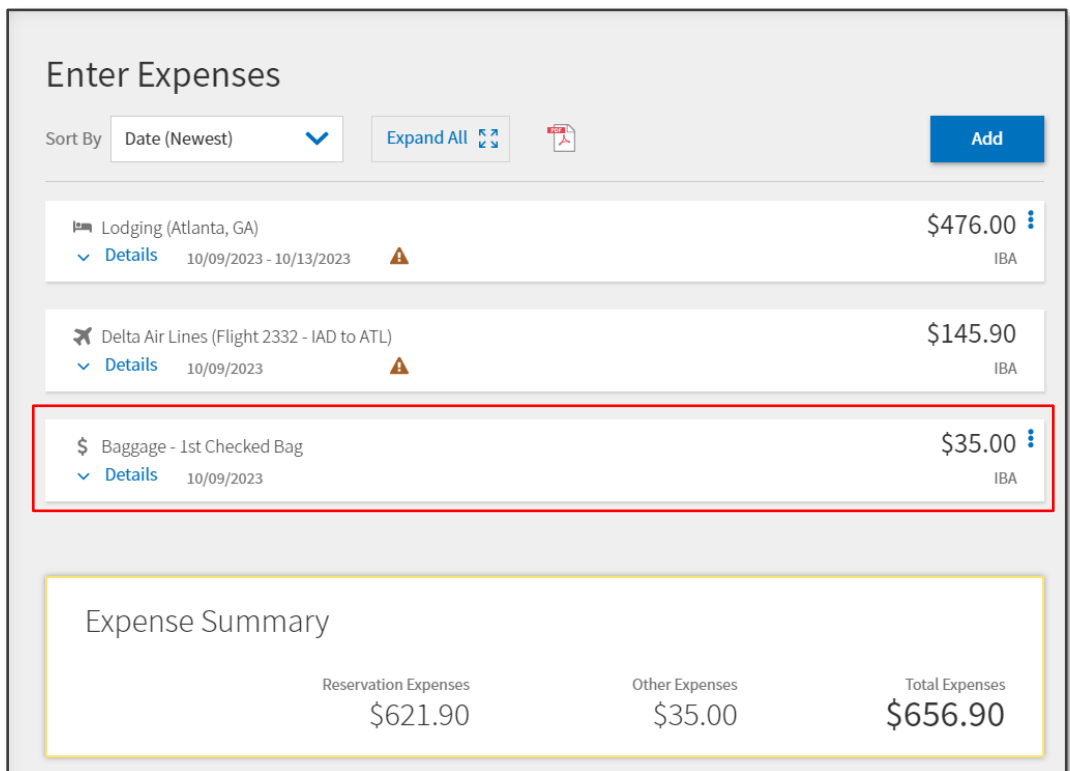 Enter Expenses
Sort By Date (Newest) Expand All PDF Add
Lodging (Atlanta, GA) $476.00
Details 10/09/2023 - 10/13/2023 IBA
Delta Air Lines (Flight 2332 - IAD to ATL) $145.90
Details 10/09/2023 IBA
$ Baggage - 1st Checked Bag $35.00
Details 10/09/2023 IBA
Expense Summary
Reservation Expenses Other Expenses Total Expenses
$621.90 $35.00 $656.90